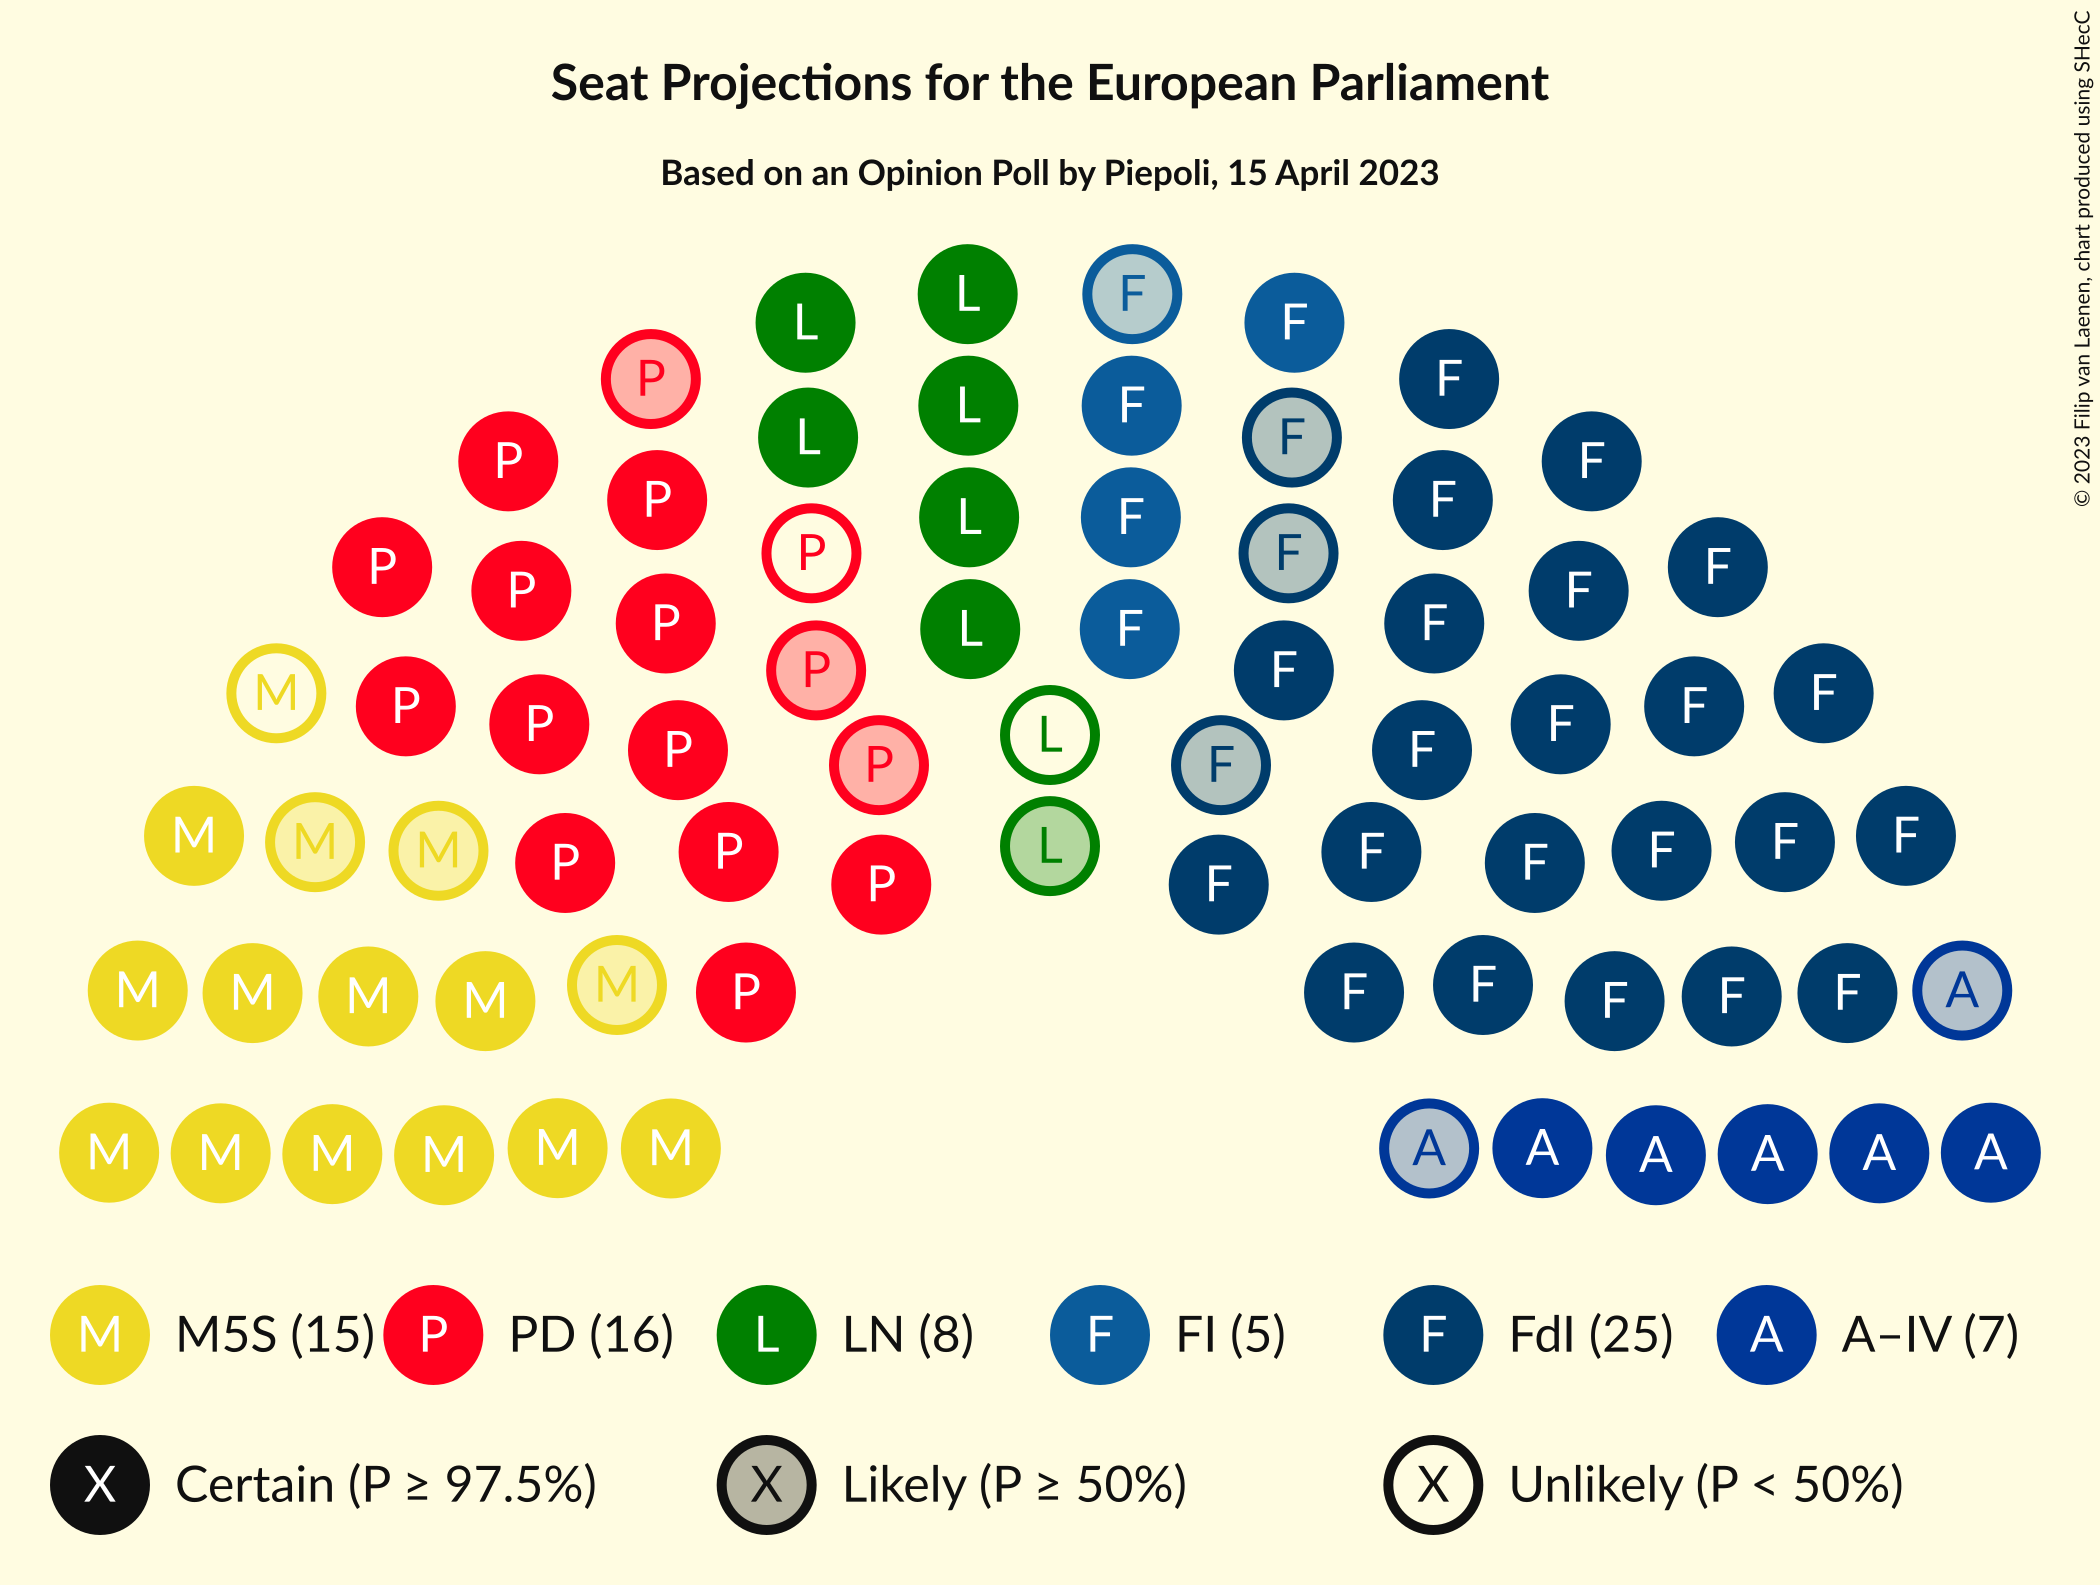 Seat Projections for the European Parliament
Based on an Opinion Poll by Piepoli, 15 April 2023
© 2023 Filip van Laenen, chart produced using SHecC
L L F F
P L L F F F
P P P L F F F F
P P P P L F F F F F
M P P P P L F F F F F
M M M P P P L L F F F F F F
M M M M M P P F F F F F F A
M M M M M M A A A A A A
M M5S (15) P PD (16) L LN (8) F FI (5) F FdI (25) A A–IV (7)
X Certain (P ≥ 97.5%) X Likely (P ≥ 50%) X Unlikely (P < 50%)